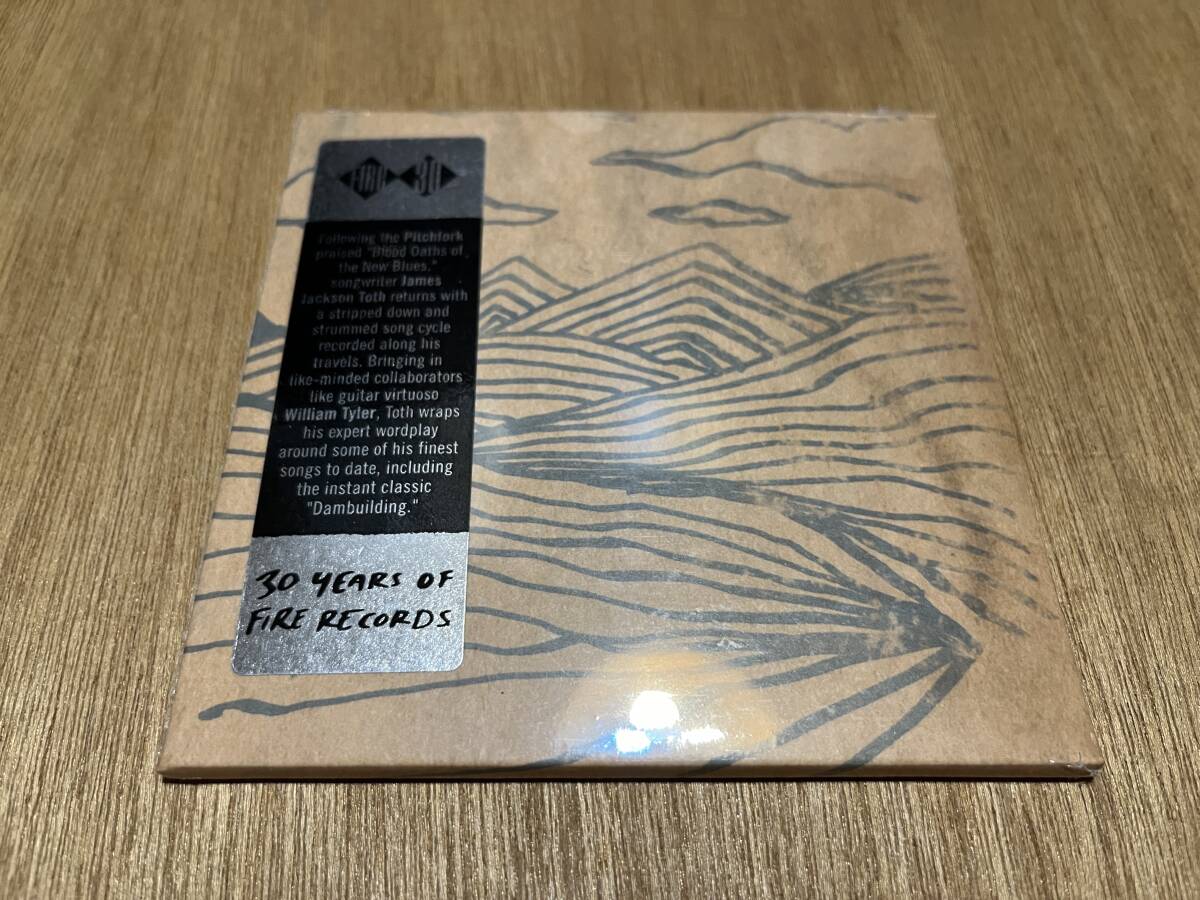 FIRE 30
Following the Pitchfork
praised "Blood Oaths of
the New Blues,"
songwriter James
Jackson Toth returns with
a stripped down and
strummed song cycle
recorded along his
travels. Bringing in
like-minded collaborators
like guitar virtuoso
William Tyler, Toth wraps
his expert wordplay
around some of his finest
songs to date, including
the instant classic
"Dambuilding."
30 YEARS OF
FIRE RECORDS